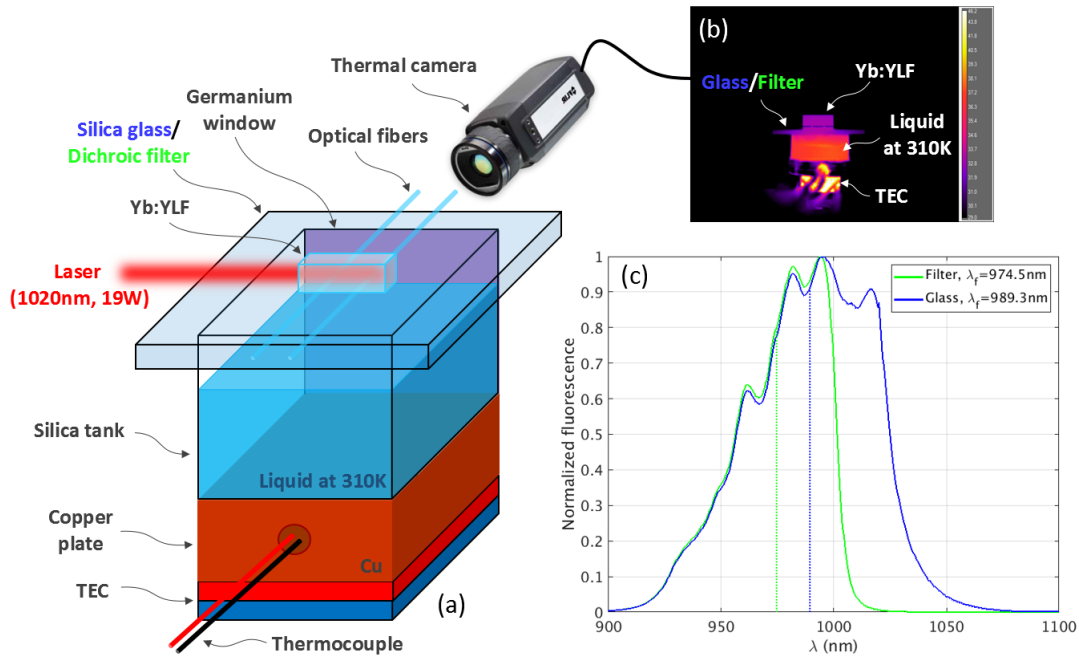 Thermal camera
Germanium
window
Silica glass/
Dichroic filter
Optical fibers
Yb:YLF
Laser
(1020nm, 19W)
Silica tank
Liquid at 310K
Copper
plate
Cu
TEC
(a)
Thermocouple
FLIR
(b)
Yb:YLF
Glass/Filter
Liquid
at 310K
TEC
(c)
Filter, λf=974.5nm
Glass, λf=989.3nm
Normalized fluorescence
1
0.9
0.8
0.7
0.6
0.5
0.4
0.3
0.2
0.1
0
900
950
1000
1050
1100
λ (nm)